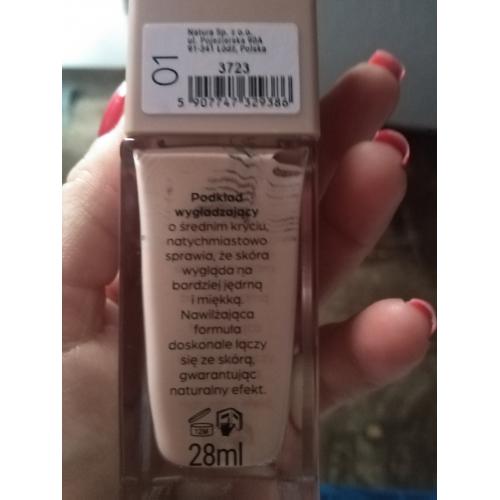 Natura Sp. z o.o.
ul. Pojezierska 90A
91-341 Łódź, Polska
01
3723
5 907747 329386
Podkład
wygładzający
o średnim kryciu,
natychmiastowo
sprawia, że skóra
wygląda na
bardziej jędrną
i miękką.
Nawilżająca
formuła
doskonale łączy
się ze skórą,
gwarantując
naturalny efekt.
12M
28ml